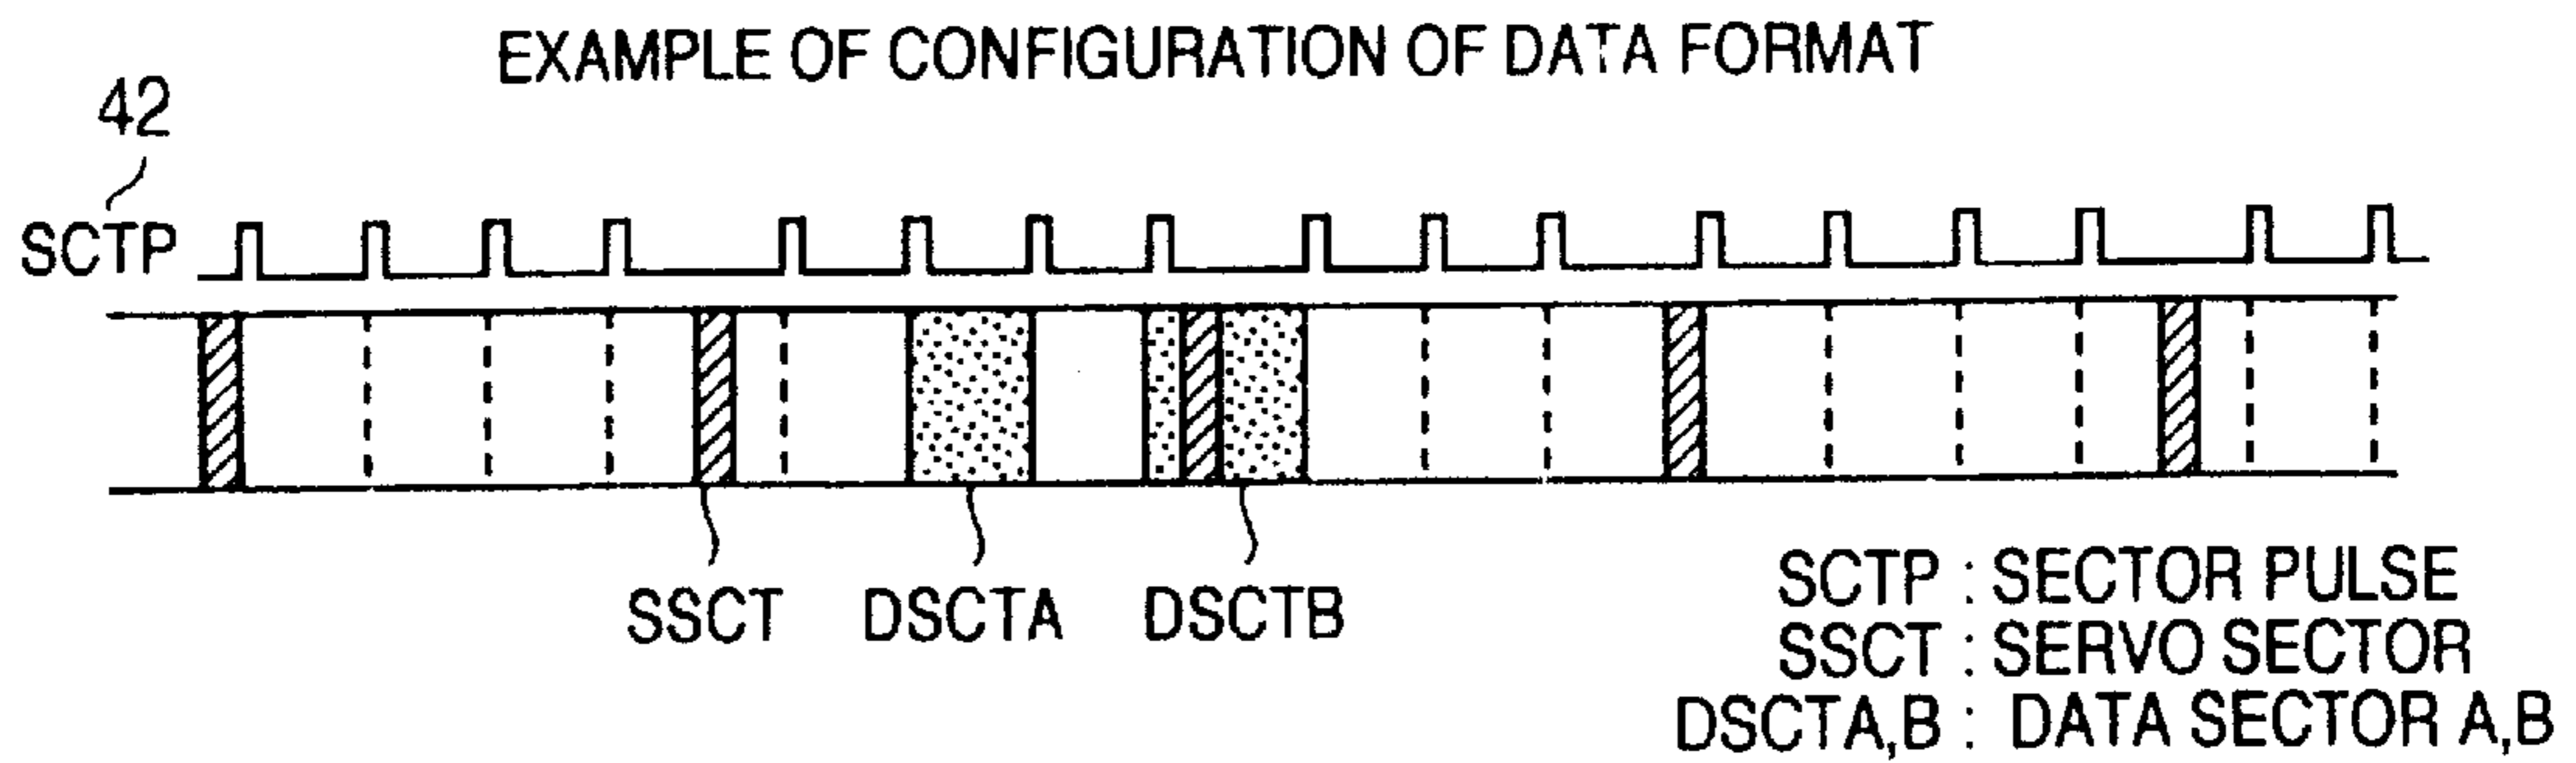 EXAMPLE OF CONFIGURATION OF DATA FORMAT
42
SCTP
SSCT
DSCTA
DSCTB
SCTP : SECTOR PULSE
SSCT : SERVO SECTOR
DSCTA,B : DATA SECTOR A,B